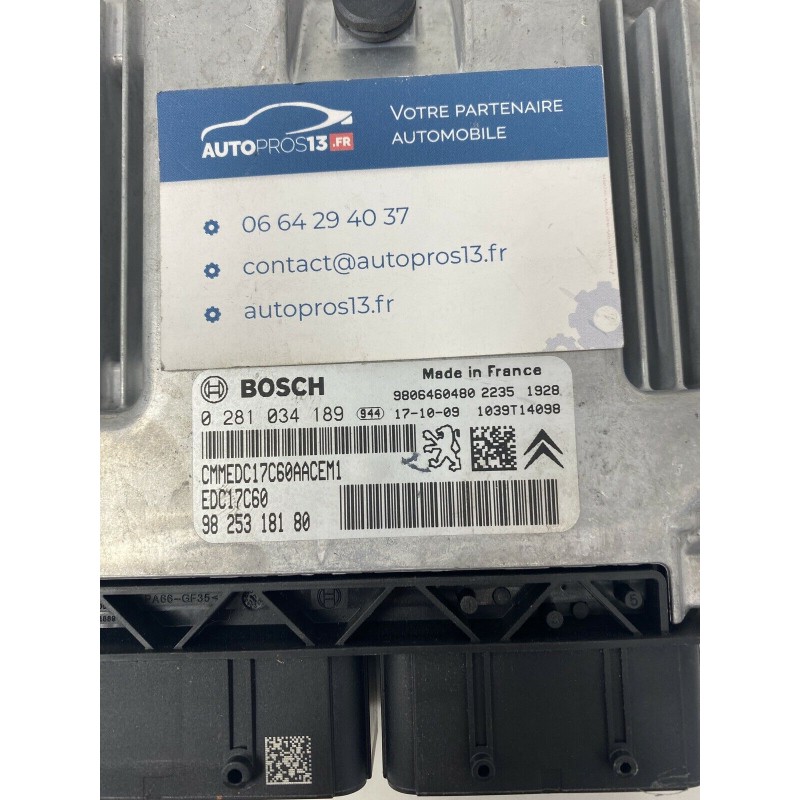 AUTOPROS13.FR
VOTRE PARTENAIRE
AUTOMOBILE
06 64 29 40 37
contact@autopros13.fr
autopros13.fr
BOSCH
Made in France
9806460480 2235 1928
0 281 034 189 944 17-10-09 1039T14098
CMMEDC17C60AACEM1
EDC17C60
98 253 181 80
PA66-GF35<